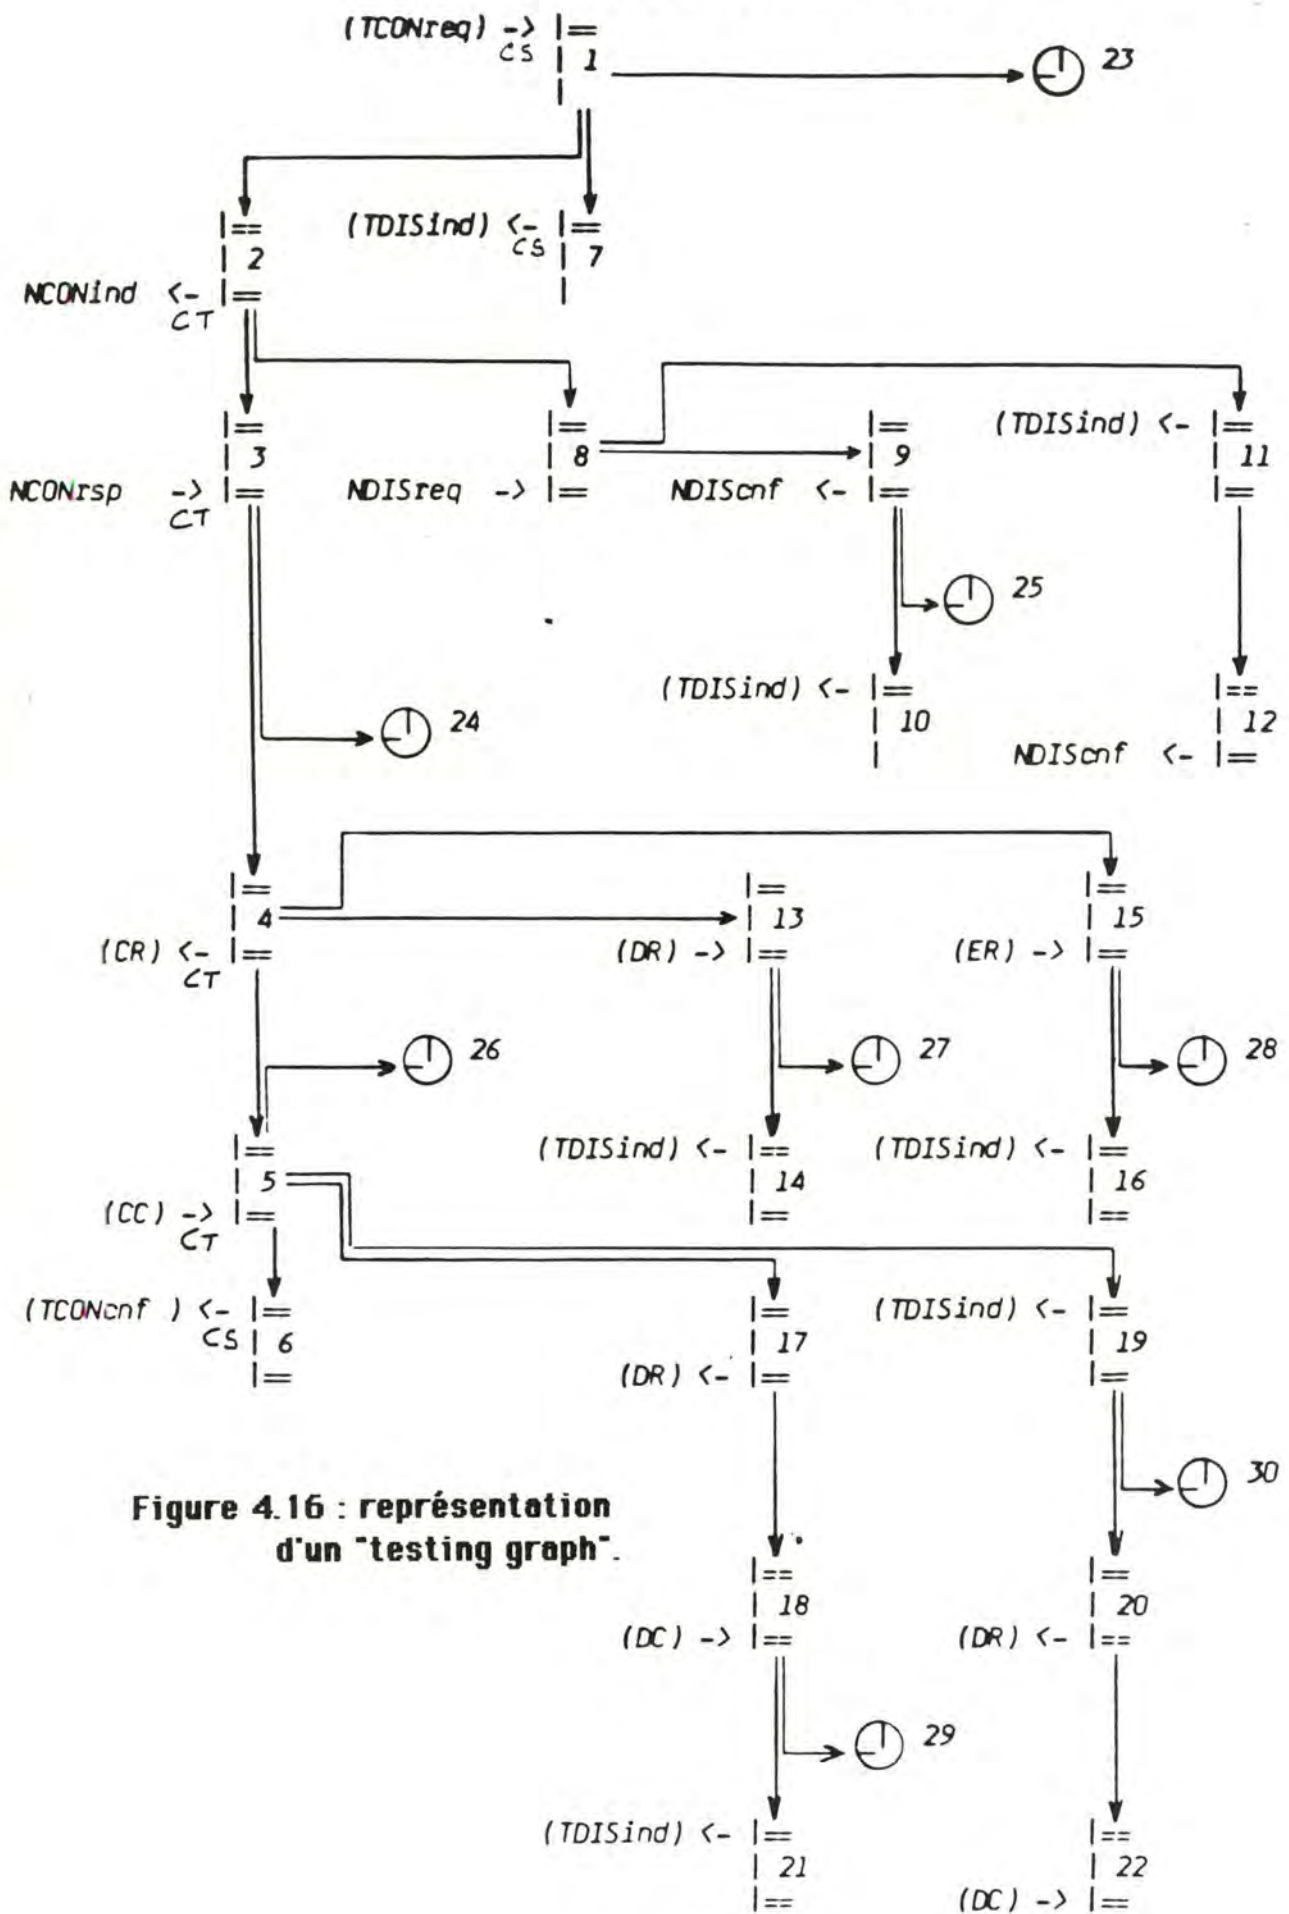 (TCONreq) -> |==
CS | 1
23
(TDISind) <- |==
CS | 7
|==
| 2
NCONind <- |==
CT
|==
| 3
NCONrsp -> |==
CT
|==
| 8
NDISreq -> |==
|==
| 9
NDIScnf <- |==
(TDISind) <- |==
| 11
|==
25
(TDISind) <- |==
| 10
|==
| 12
NDIScnf <- |==
24
|==
| 4
(CR) <- |==
CT
|==
| 13
(DR) -> |==
|==
| 15
(ER) -> |==
26
27
28
|==
| 5
(CC) -> |==
CT
(TDISind) <- |==
| 14
|==
(TDISind) <- |==
| 16
|==
(TCONcnf ) <- |==
CS | 6
|==
|==
| 17
(DR) <- |==
(TDISind) <- |==
| 19
|==
30
Figure 4.16 : représentation
d'un "testing graph".
|==
| 18
(DC) -> |==
|==
| 20
(DR) <- |==
29
(TDISind) <- |==
| 21
|==
|==
| 22
(DC) -> |==